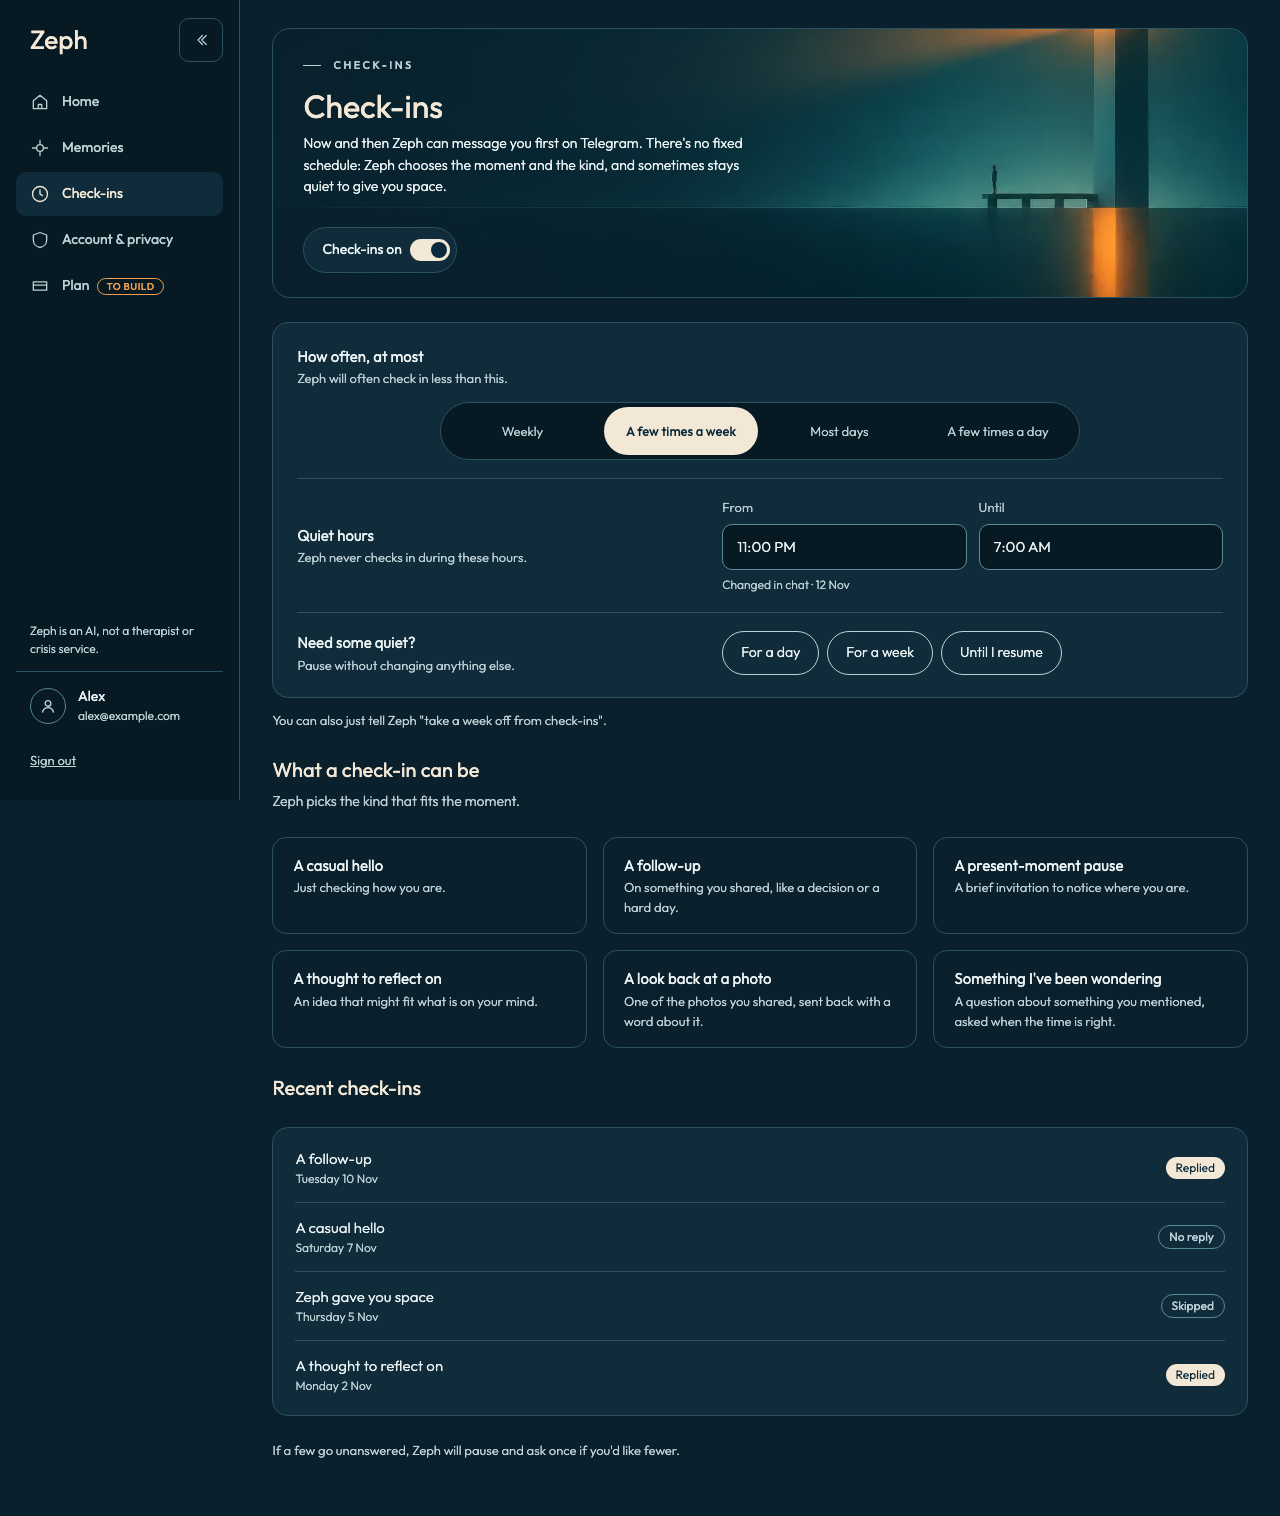 Zeph
Home
Memories
Check-ins
Account & privacy
Plan TO BUILD
Zeph is an AI, not a therapist or
crisis service.
Alex
alex@example.com
Sign out
CHECK-INS
Check-ins
Now and then Zeph can message you first on Telegram. There's no fixed
schedule: Zeph chooses the moment and the kind, and sometimes stays
quiet to give you space.
Check-ins on
How often, at most
Zeph will often check in less than this.
Weekly
A few times a week
Most days
A few times a day
Quiet hours
Zeph never checks in during these hours.
From
Until
11:00 PM
7:00 AM
Changed in chat · 12 Nov
Need some quiet?
Pause without changing anything else.
For a day
For a week
Until I resume
You can also just tell Zeph "take a week off from check-ins".
What a check-in can be
Zeph picks the kind that fits the moment.
A casual hello
Just checking how you are.
A follow-up
On something you shared, like a decision or a
hard day.
A present-moment pause
A brief invitation to notice where you are.
A thought to reflect on
An idea that might fit what is on your mind.
A look back at a photo
One of the photos you shared, sent back with a
word about it.
Something I've been wondering
A question about something you mentioned,
asked when the time is right.
Recent check-ins
A follow-up
Tuesday 10 Nov
Replied
A casual hello
Saturday 7 Nov
No reply
Zeph gave you space
Thursday 5 Nov
Skipped
A thought to reflect on
Monday 2 Nov
Replied
If a few go unanswered, Zeph will pause and ask once if you'd like fewer.